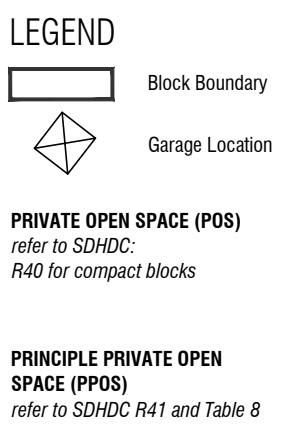 LEGEND
Block Boundary
Garage Location
PRIVATE OPEN SPACE (POS)
refer to SDHDC:
R40 for compact blocks
PRINCIPLE PRIVATE OPEN
SPACE (PPOS)
refer to SDHDC R41 and Table 8